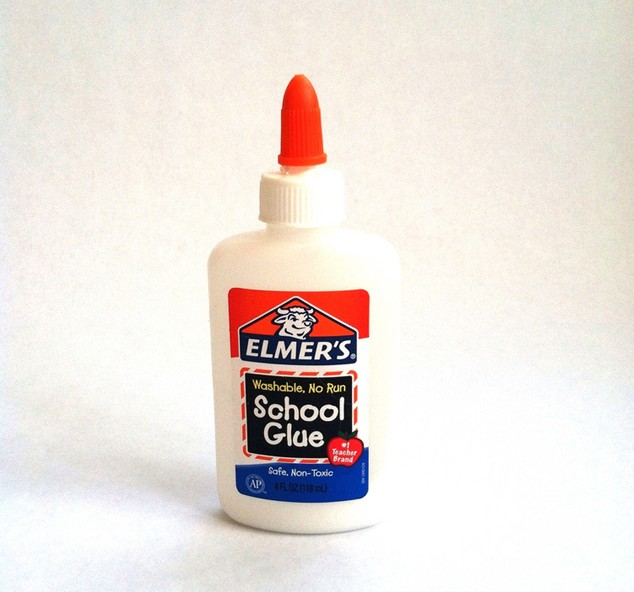 ELMER'S®
Washable, No Run
School
Glue
#1
Teacher
Brand
Safe, Non-Toxic
AP
4 FL OZ (118 mL)